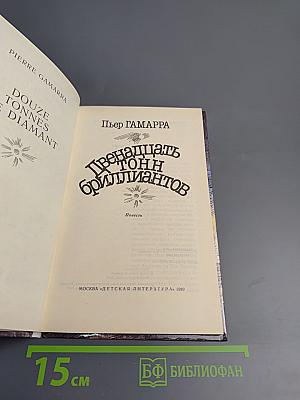 PIERRE GAMARRA
DOUZE
TONNES
DE DIAMANT
Пьер ГАМАРРА
Двенадцать
тонн
бриллиантов
Повесть
МОСКВА «ДЕТСКАЯ ЛИТЕРАТУРА» 1989
15 см
БФ БИБЛИОФАН